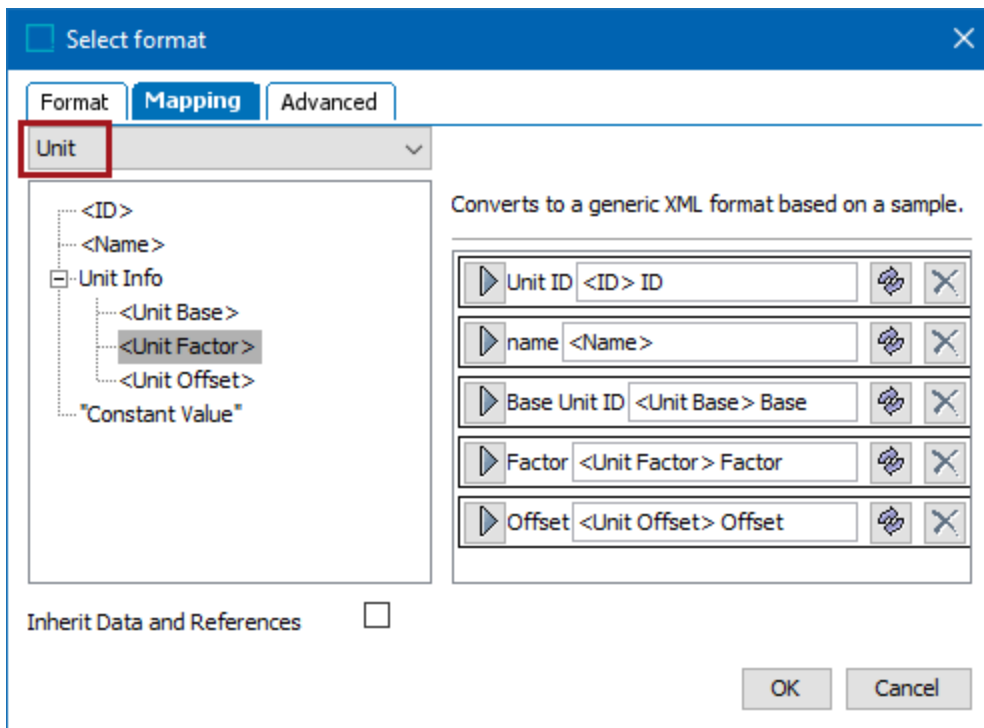 Select format
Format Mapping Advanced
Unit
<ID>
<Name>
Unit Info
<Unit Base>
<Unit Factor>
<Unit Offset>
"Constant Value"
Converts to a generic XML format based on a sample.
Unit ID <ID> ID
name <Name>
Base Unit ID <Unit Base> Base
Factor <Unit Factor> Factor
Offset <Unit Offset> Offset
Inherit Data and References
OK Cancel